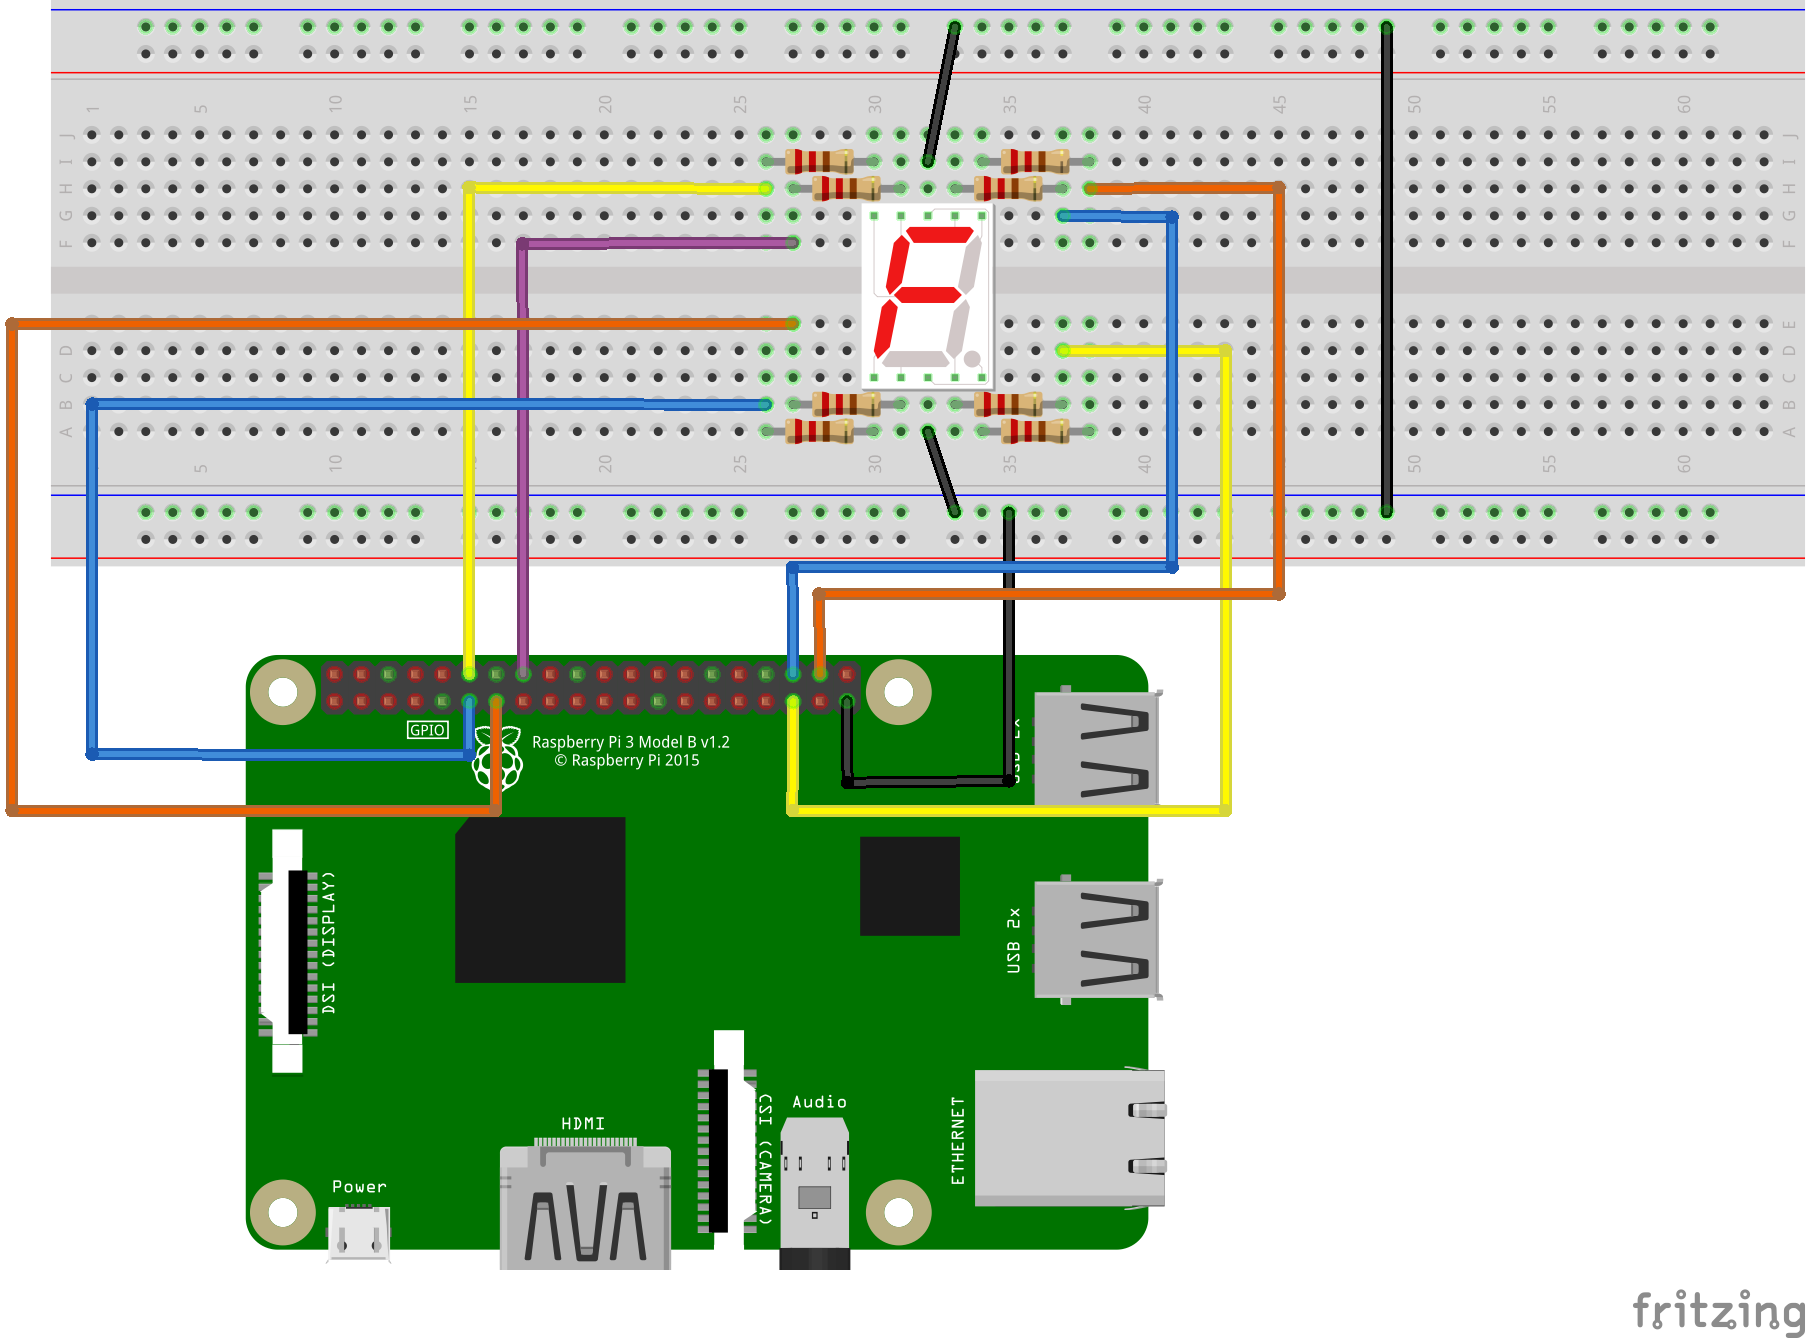 1 5 10 15 20 25 30 35 40 45 50 55 60
J J
I I
H H
G G
F F
E
D D
C C
B B
A A
5 10 20 25 30 35 40 50 55 60
GPIO
Raspberry Pi 3 Model B v1.2
© Raspberry Pi 2015
USB 2x
DSI (DISPLAY)
USB 2x
Audio
CSI (CAMERA)
ETHERNET
HDMI
Power
fritzing